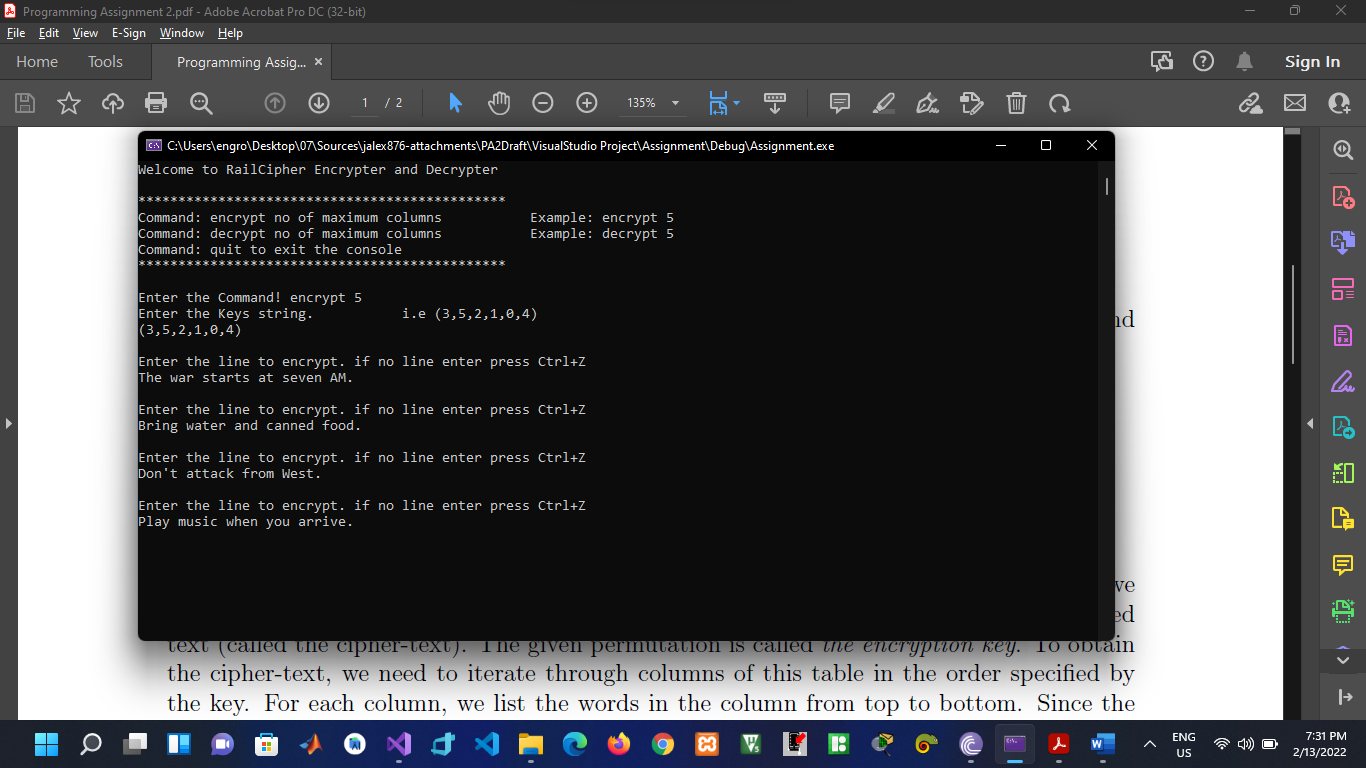 Programming Assignment 2.pdf - Adobe Acrobat Pro DC (32-bit)
File Edit View E-Sign Window Help
Home Tools Programming Assig... × Sign In
1 / 2 135%
C:\Users\engro\Desktop\07\Sources\jalex876-attachments\PA2Draft\VisualStudio Project\Assignment\Debug\Assignment.exe
Welcome to RailCipher Encrypter and Decrypter
**********************************************
Command: encrypt no of maximum columns Example: encrypt 5
Command: decrypt no of maximum columns Example: decrypt 5
Command: quit to exit the console
**********************************************
Enter the Command! encrypt 5
Enter the Keys string. i.e (3,5,2,1,0,4)
(3,5,2,1,0,4)
Enter the line to encrypt. if no line enter press Ctrl+Z
The war starts at seven AM.
Enter the line to encrypt. if no line enter press Ctrl+Z
Bring water and canned food.
Enter the line to encrypt. if no line enter press Ctrl+Z
Don't attack from West.
Enter the line to encrypt. if no line enter press Ctrl+Z
Play music when you arrive.
text (called the cipher-text). The given permutation is called the encryption key. To obtain
the cipher-text, we need to iterate through columns of this table in the order specified by
the key. For each column, we list the words in the column from top to bottom. Since the
ENG
US
7:31 PM
2/13/2022